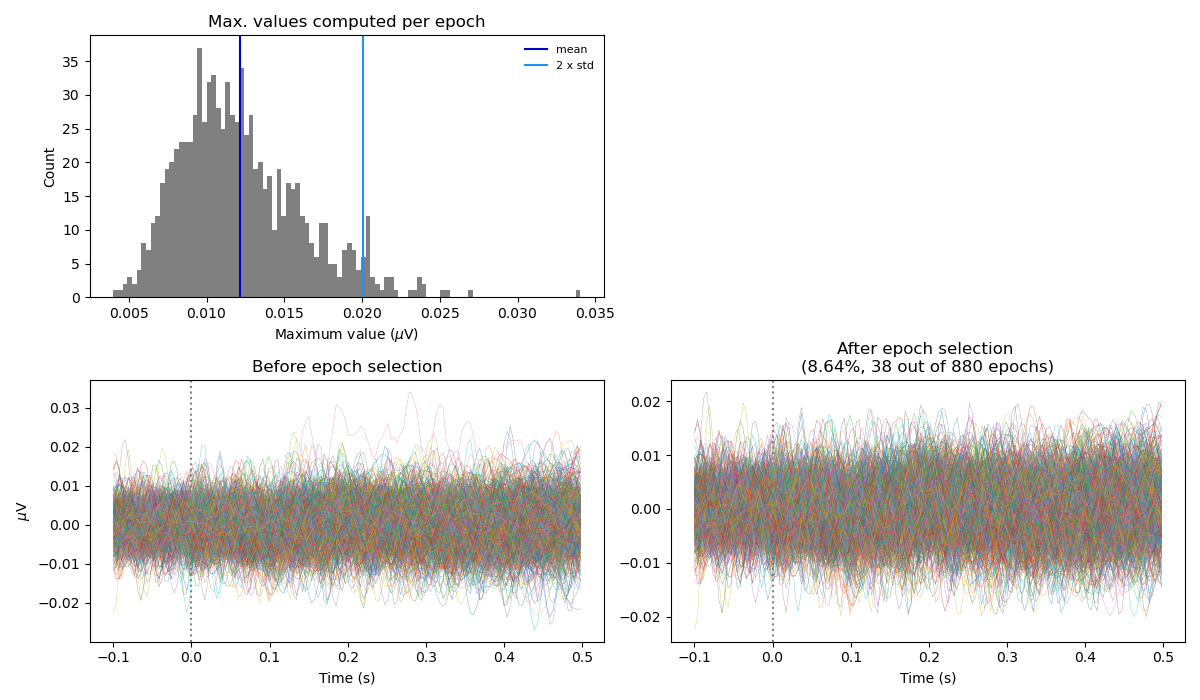 Max. values computed per epoch
mean
2 x std
35
30
25
20
15
10
5
0
Count
0.005 0.010 0.015 0.020 0.025 0.030 0.035
Maximum value (μV)
Before epoch selection
0.03
0.02
0.01
0.00
−0.01
−0.02
μV
−0.1 0.0 0.1 0.2 0.3 0.4 0.5
Time (s)
After epoch selection
(8.64%, 38 out of 880 epochs)
0.02
0.01
0.00
−0.01
−0.02
−0.1 0.0 0.1 0.2 0.3 0.4 0.5
Time (s)